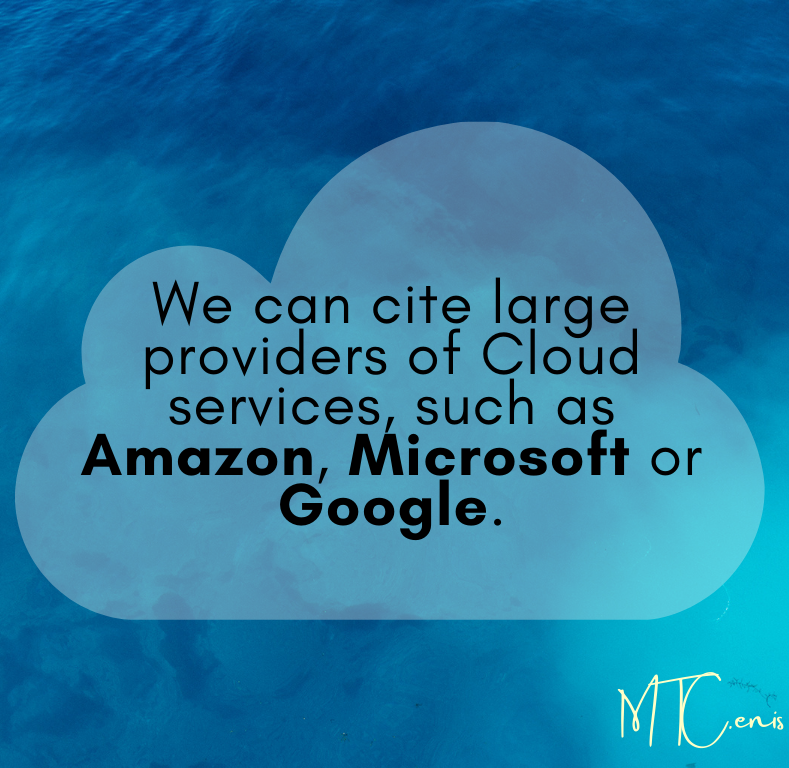 We can cite large
providers of Cloud
services, such as
Amazon, Microsoft or
Google.
MTC.enis